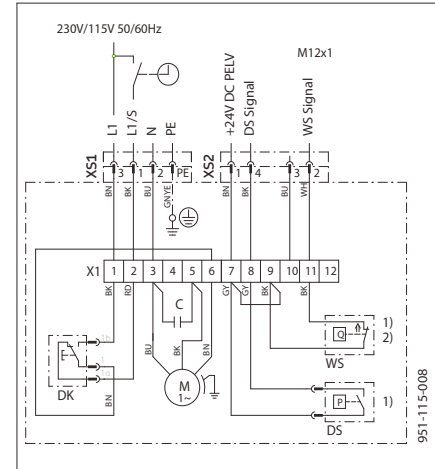 230V/115V 50/60Hz
M12x1
L1
L1/S
N
PE
+24V DC PELV
DS Signal
WS Signal
XS1
3 1 2 PE
XS2
1 4 3 2
BN BK BU GNYE BN BK BU WH
X1 1 2 3 4 5 6 7 8 9 10 11 12
BK RD GY GY BK BK
C
BU BK BN
1b
1
1a
DK
BN
M
1~
Q
1)
2)
WS
P
1)
DS
951-115-008